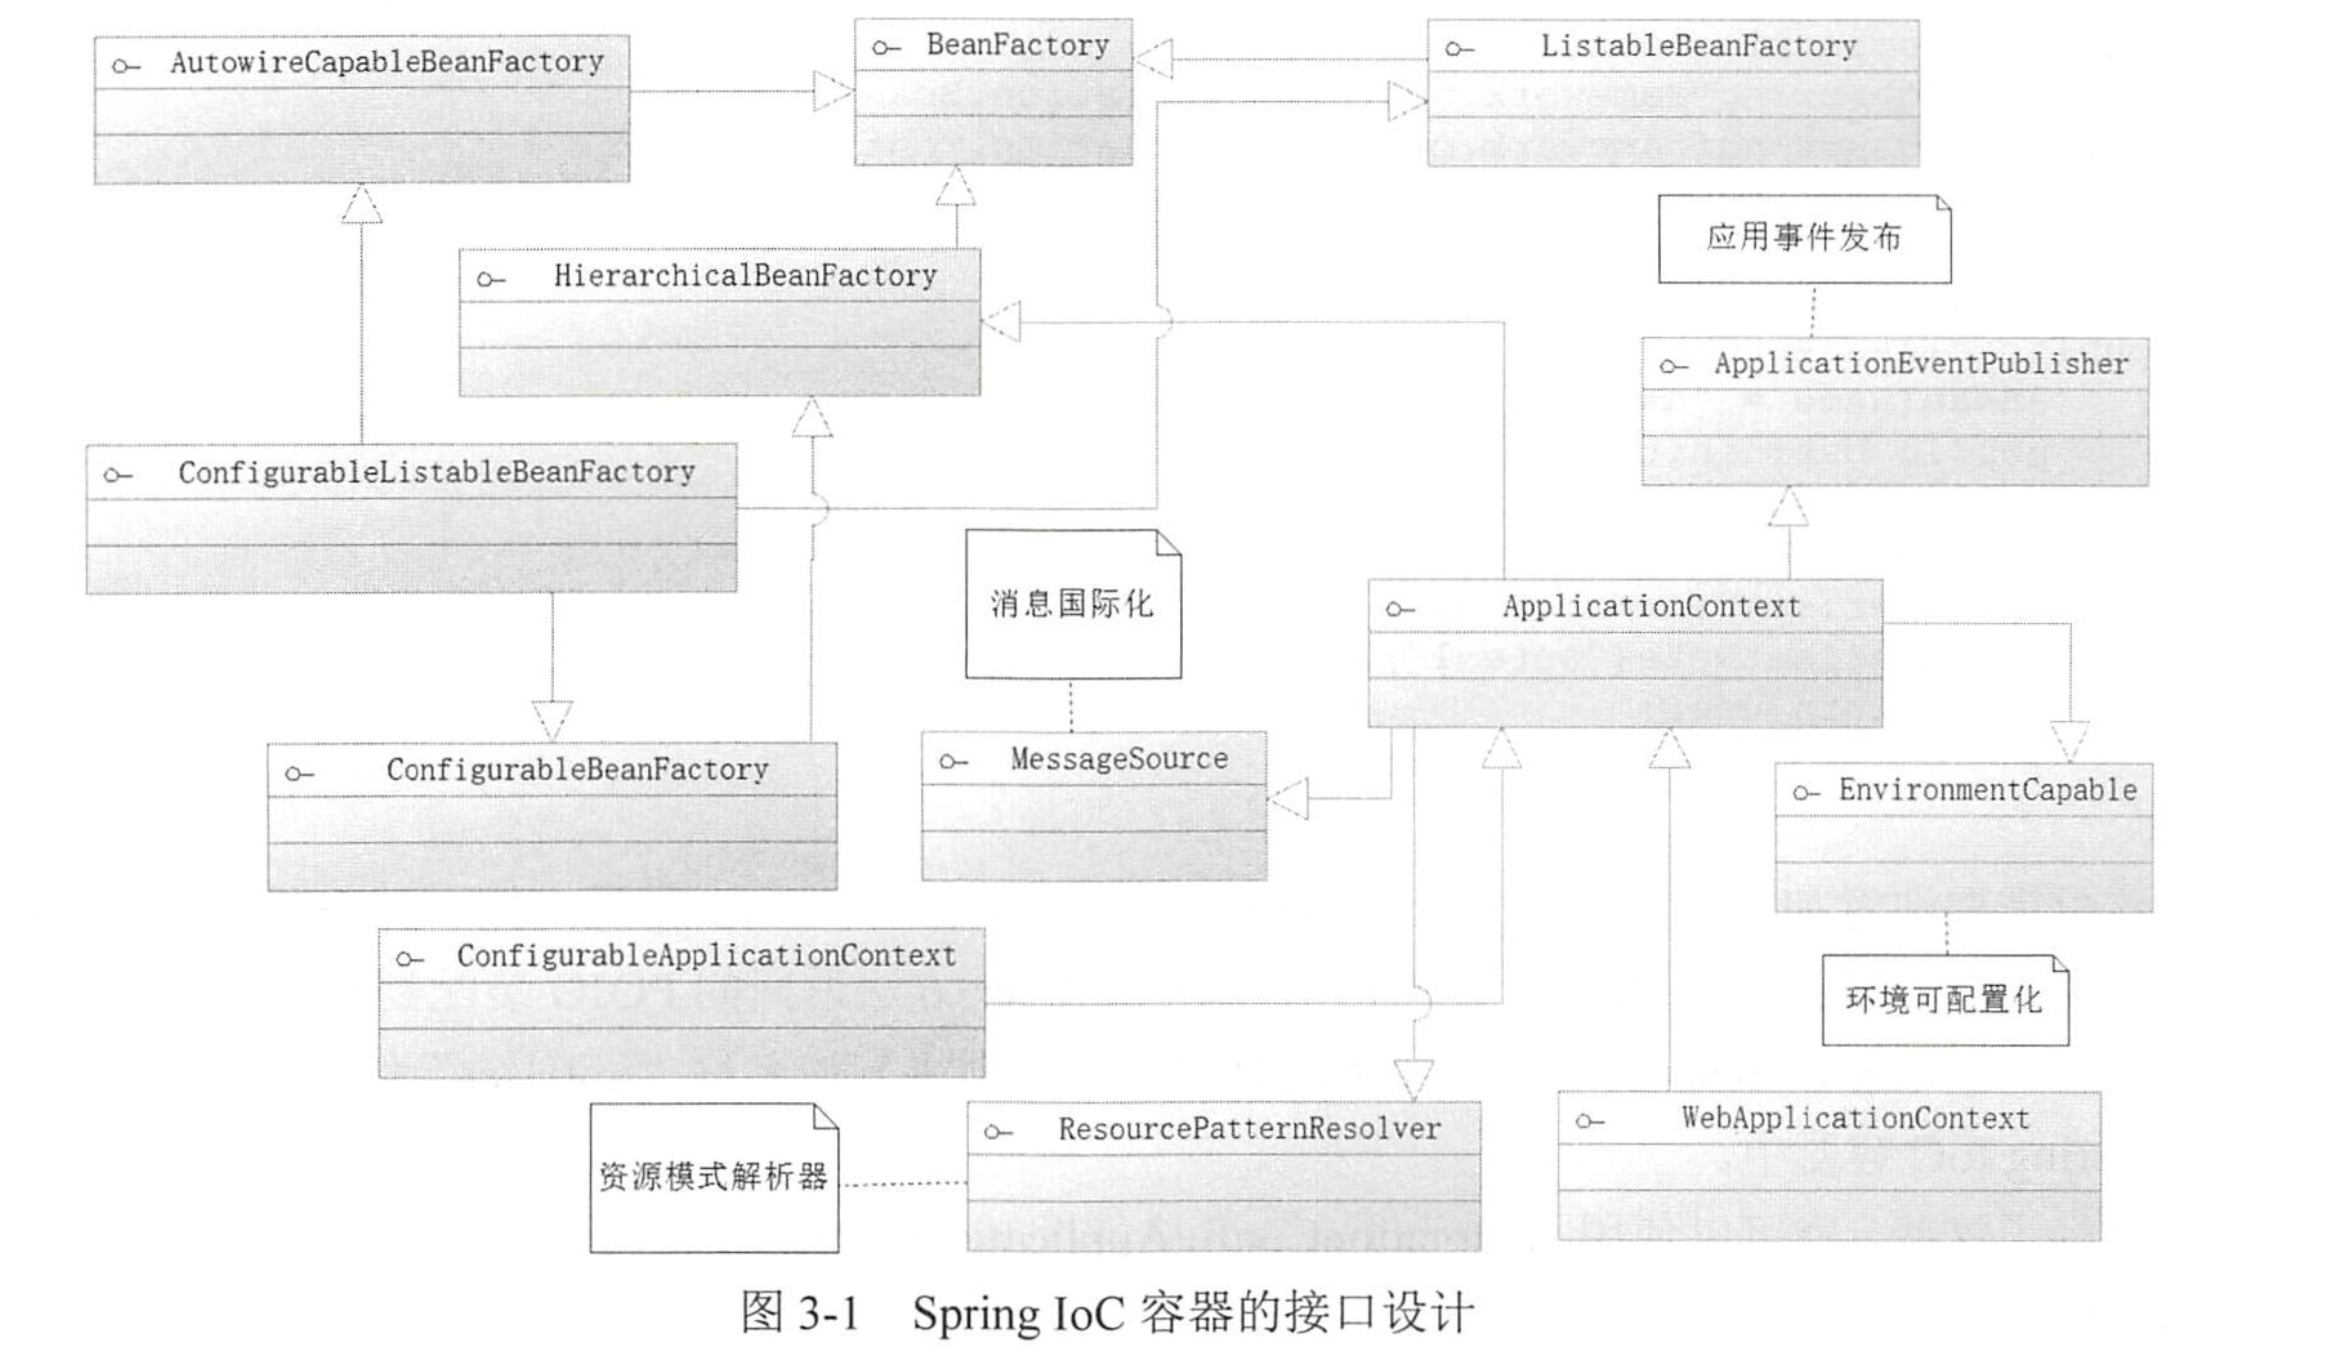 AutowireCapableBeanFactory
BeanFactory
ListableBeanFactory
应用事件发布
HierarchicalBeanFactory
ApplicationEventPublisher
ConfigurableListableBeanFactory
消息国际化
ApplicationContext
MessageSource
ConfigurableBeanFactory
EnvironmentCapable
ConfigurableApplicationContext
环境可配置化
资源模式解析器
ResourcePatternResolver
WebApplicationContext
图 3-1 Spring IoC 容器的接口设计